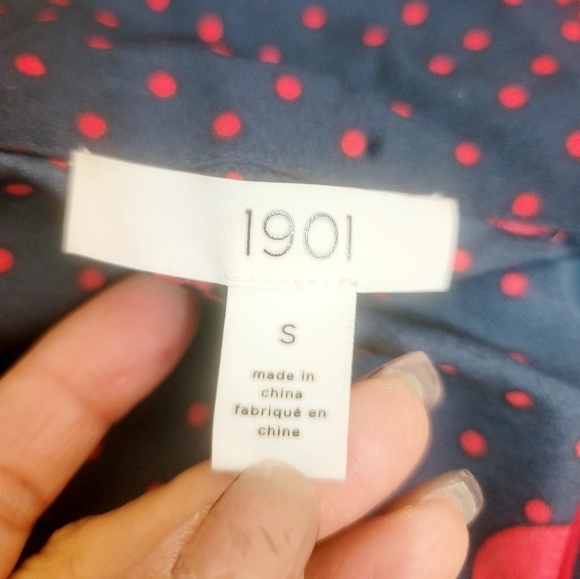 1901
S
made in
china
fabriqué en
chine